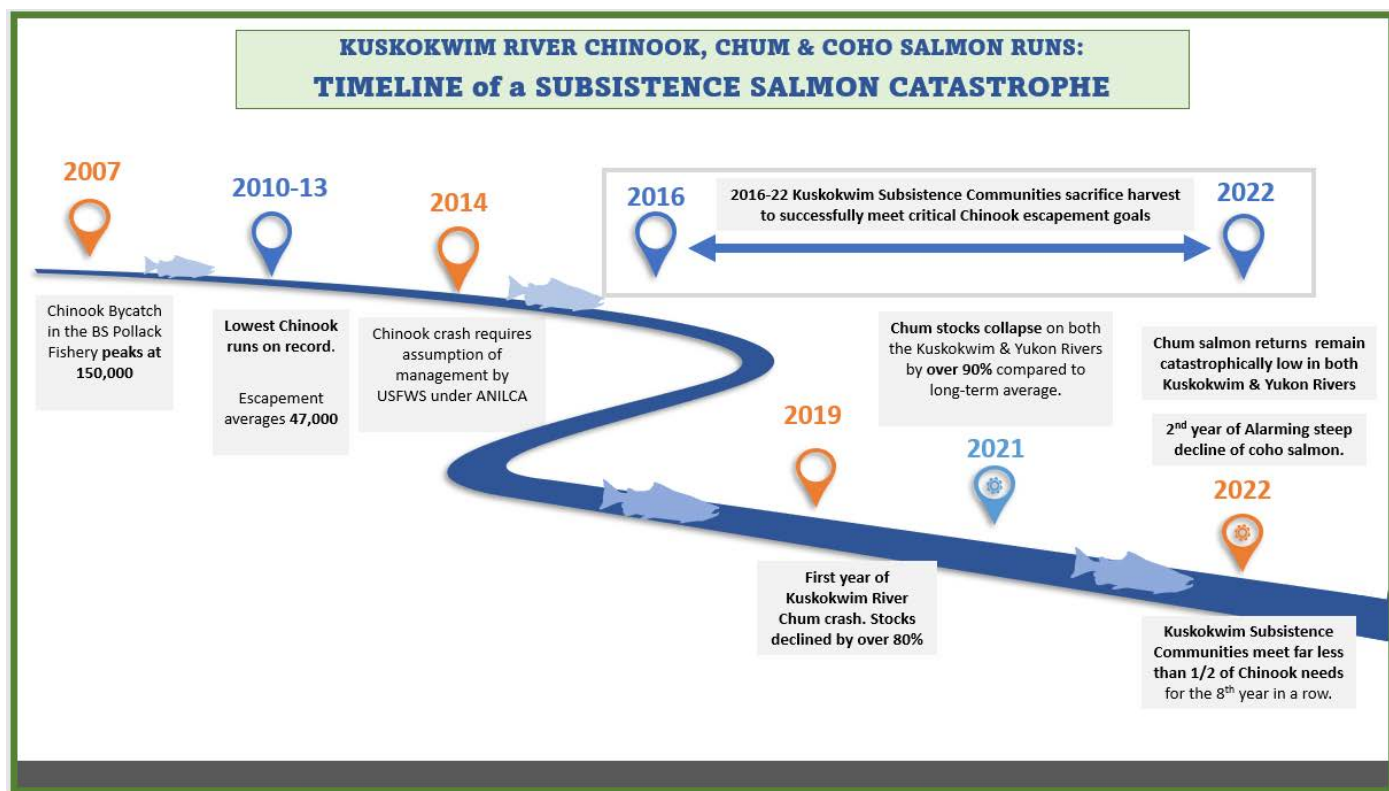 KUSKOKWIM RIVER CHINOOK, CHUM & COHO SALMON RUNS:
TIMELINE of a SUBSISTENCE SALMON CATASTROPHE
2007
Chinook Bycatch
in the BS Pollack
Fishery peaks at
150,000
2010-13
Lowest Chinook
runs on record.
Escapement
averages 47,000
2014
Chinook crash requires
assumption of
management by
USFWS under ANILCA
2016
2016-22 Kuskokwim Subsistence Communities sacrifice harvest
to successfully meet critical Chinook escapement goals
2022
2019
First year of
Kuskokwim River
Chum crash. Stocks
declined by over 80%
Chum stocks collapse on both
the Kuskokwim & Yukon Rivers
by over 90% compared to
long-term average.
2021
Chum salmon returns remain
catastrophically low in both
Kuskokwim & Yukon Rivers
2nd year of Alarming steep
decline of coho salmon.
2022
Kuskokwim Subsistence
Communities meet far less
than 1/2 of Chinook needs
for the 8th year in a row.